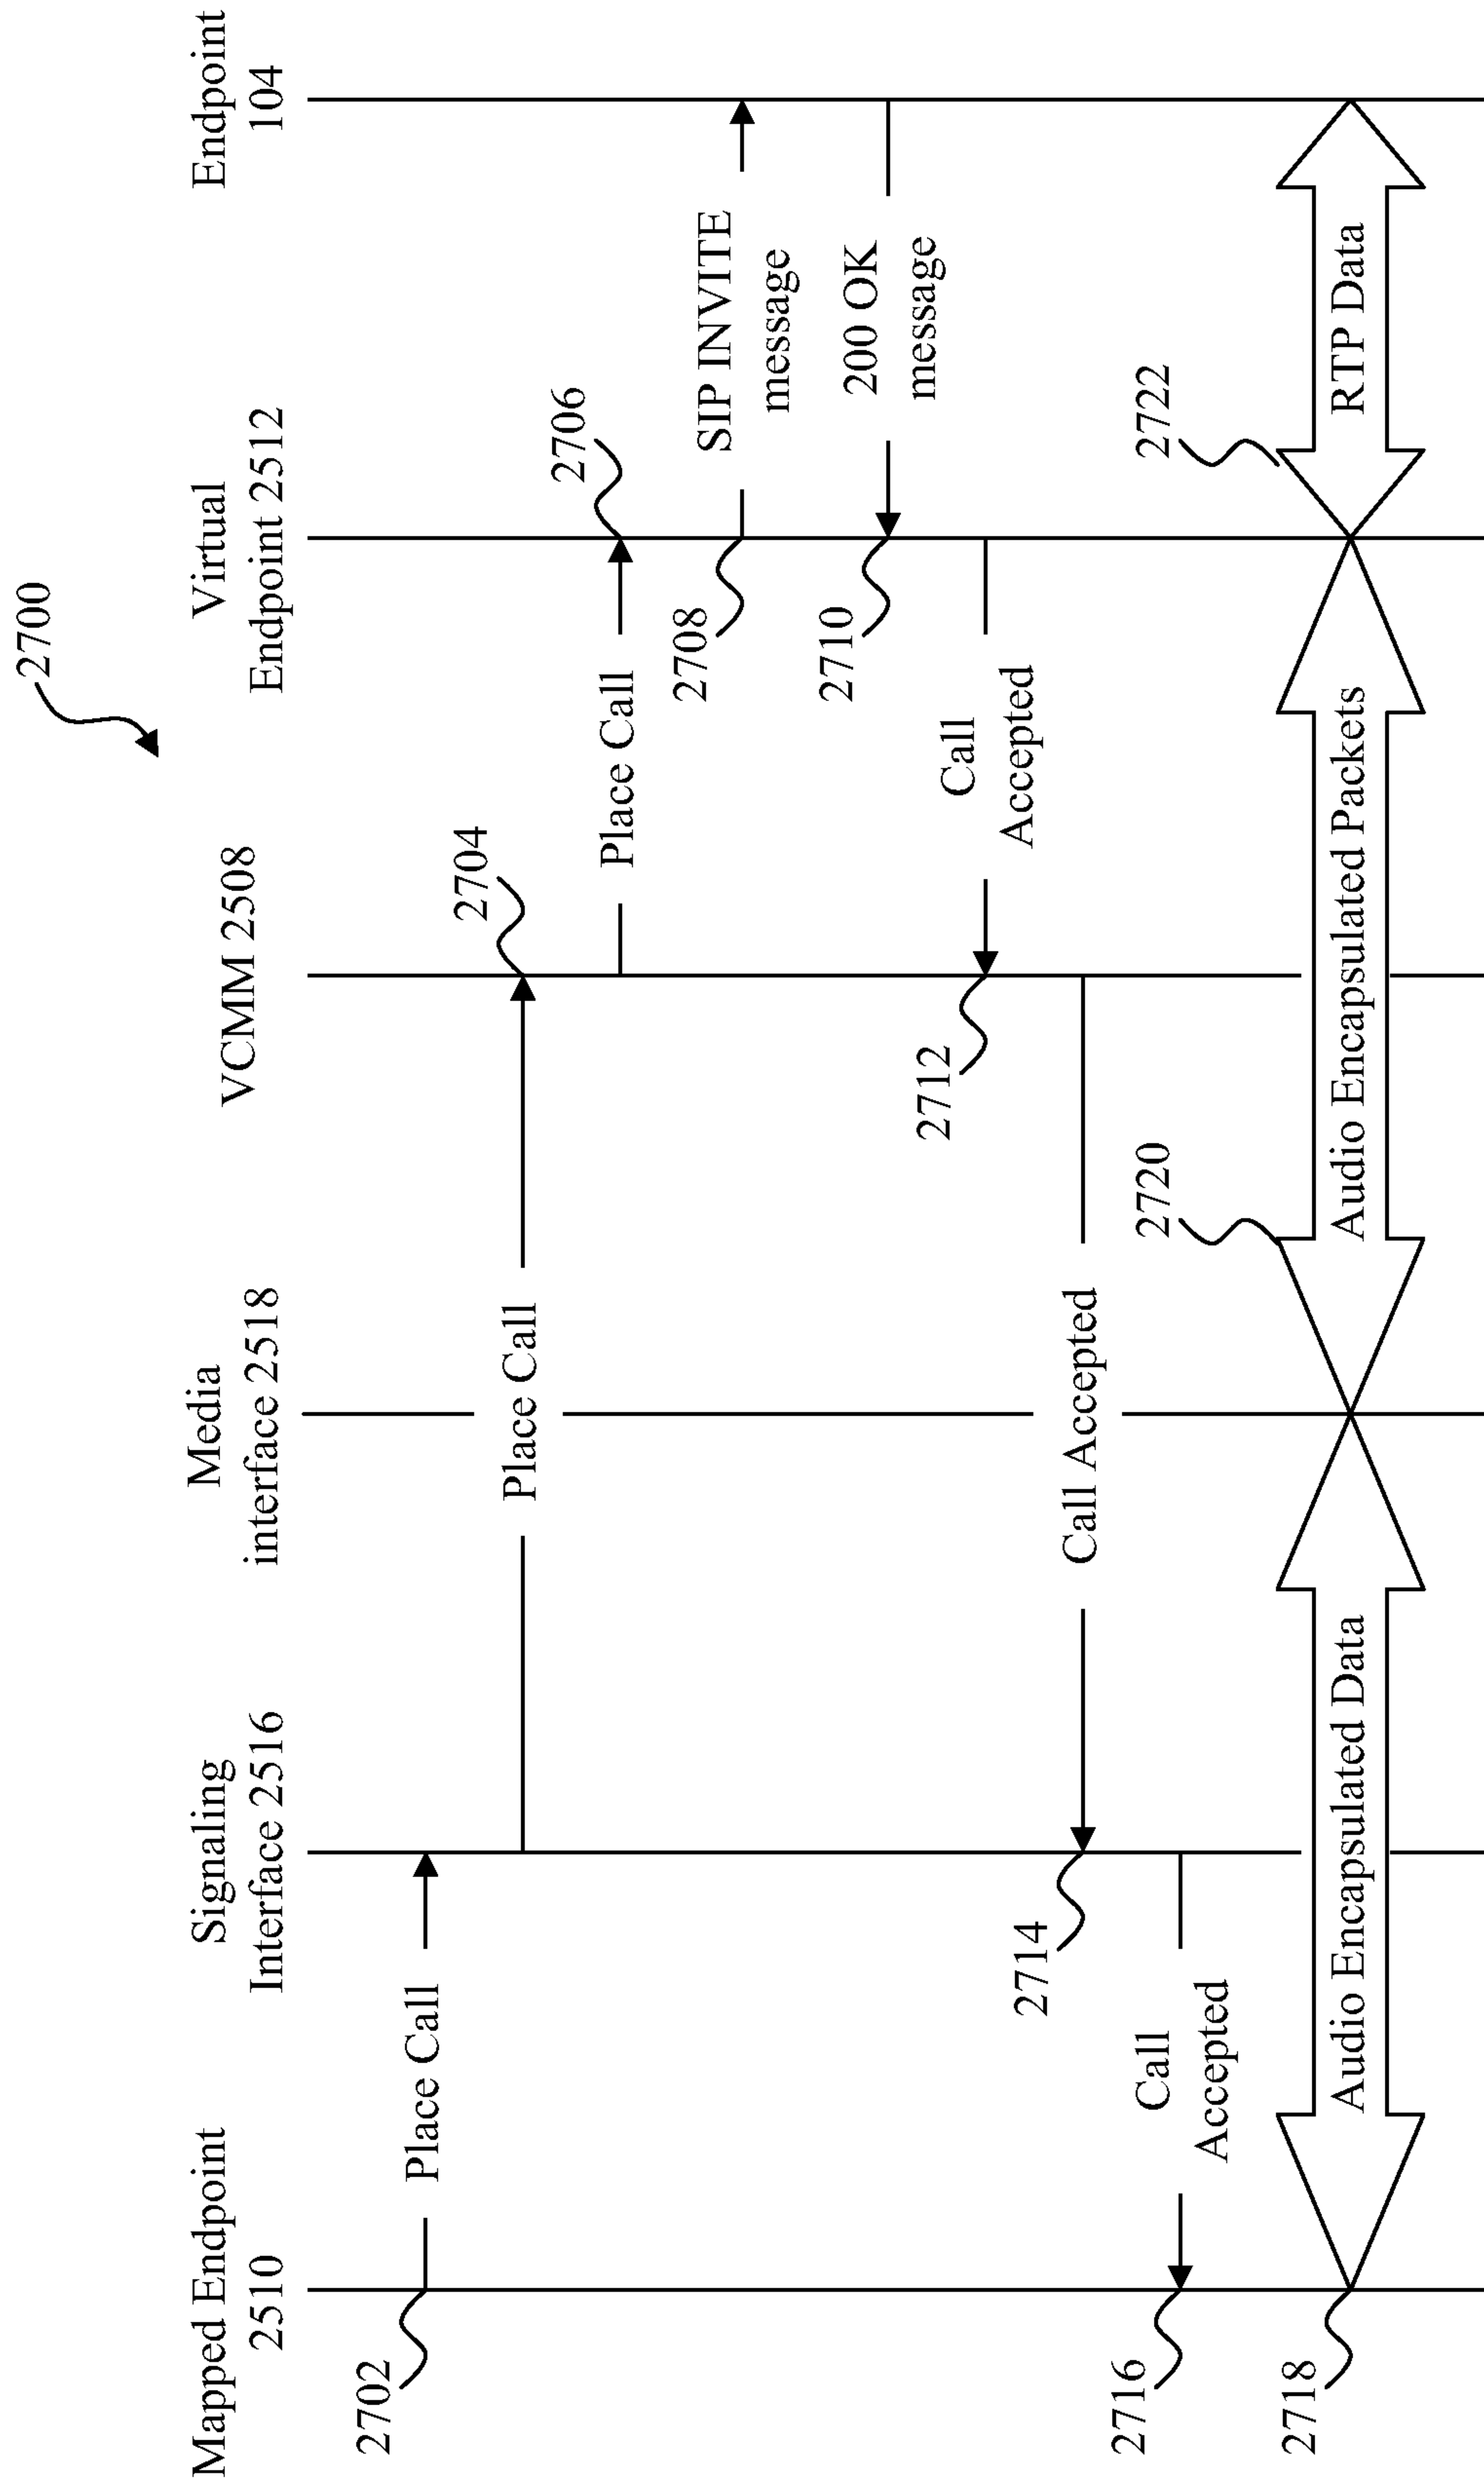 2700
Mapped Endpoint
2510
Signaling
Interface 2516
Media
interface 2518
VCMM 2508
Virtual
Endpoint 2512
Endpoint
104
2702
Place Call
Place Call
2704
Place Call
2706
2708
SIP INVITE
message
2710
200 OK
message
2712
Call
Accepted
2714
Call Accepted
2716
Call
Accepted
2718
Audio Encapsulated Data
2720
Audio Encapsulated Packets
2722
RTP Data